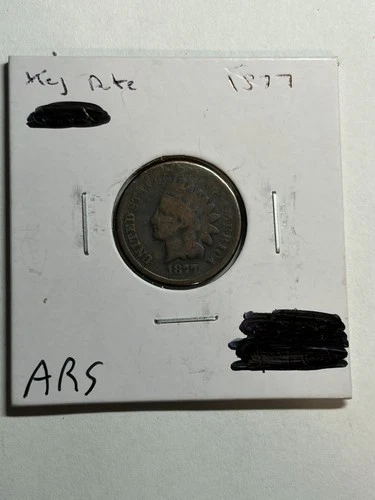 Key Date 1877
UNITED STATES OF AMERICA
1877
ARS